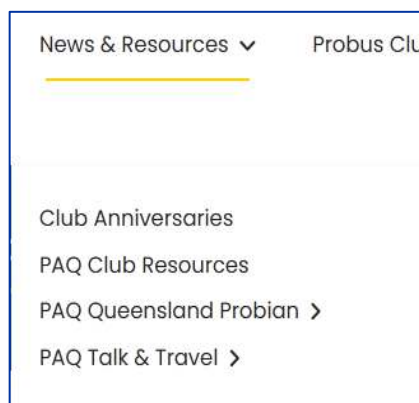 News & Resources Probus Clu
Club Anniversaries
PAQ Club Resources
PAQ Queensland Probian
PAQ Talk & Travel